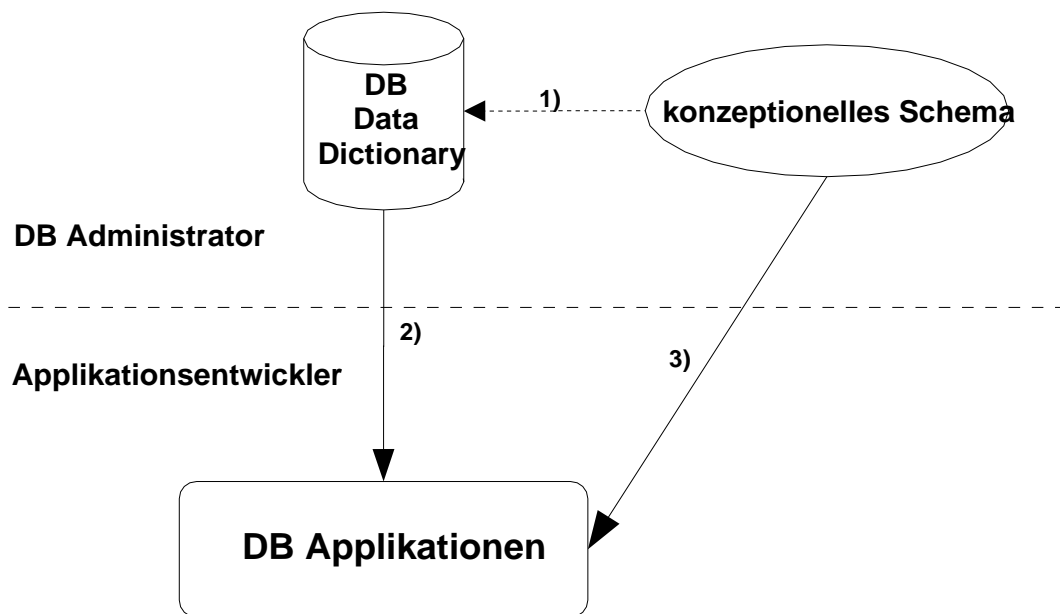 DB
Data
Dictionary
1)
konzeptionelles Schema
DB Administrator
2)
3)
Applikationsentwickler
DB Applikationen